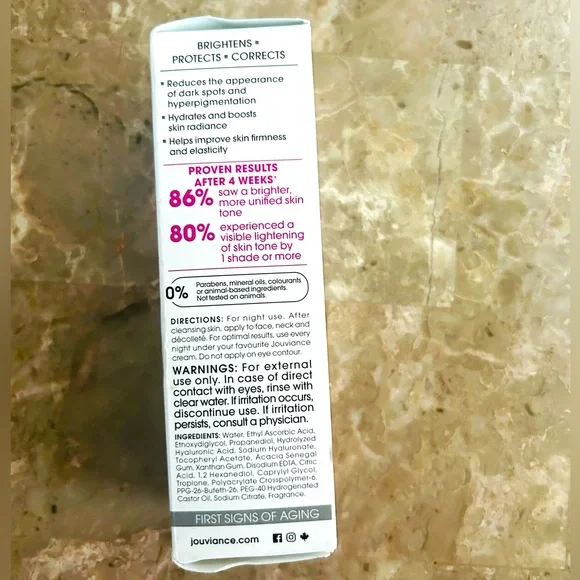 BRIGHTENS ▪
PROTECTS ▪ CORRECTS
▪ Reduces the appearance
of dark spots and
hyperpigmentation
▪ Hydrates and boosts
skin radiance
▪ Helps improve skin firmness
and elasticity
PROVEN RESULTS
AFTER 4 WEEKS*
86% saw a brighter,
more unified skin
tone
80% experienced a
visible lightening
of skin tone by
1 shade or more
0% Parabens, mineral oils, colourants
or animal-based ingredients.
Not tested on animals.
DIRECTIONS: For night use. After
cleansing skin, apply to face, neck and
décolleté. For optimal results, use every
night under your favourite Jouviance
cream. Do not apply on eye contour.
WARNINGS: For external
use only. In case of direct
contact with eyes, rinse with
clear water. If irritation occurs,
discontinue use. If irritation
persists, consult a physician.
INGREDIENTS: Water, Ethyl Ascorbic Acid,
Ethoxydiglycol, Propanediol, Hydrolyzed
Hyaluronic Acid, Sodium Hyaluronate,
Tocopheryl Acetate, Acacia Senegal
Gum, Xanthan Gum, Disodium EDTA, Citric
Acid, 1,2 Hexanediol, Caprylyl Glycol,
Troplone, Polyacrylate Crosspolymer-6,
PPG-26-Buteth-26, PEG-40 Hydrogenated
Castor Oil, Sodium Citrate, Fragrance.
FIRST SIGNS OF AGING
jouviance.com